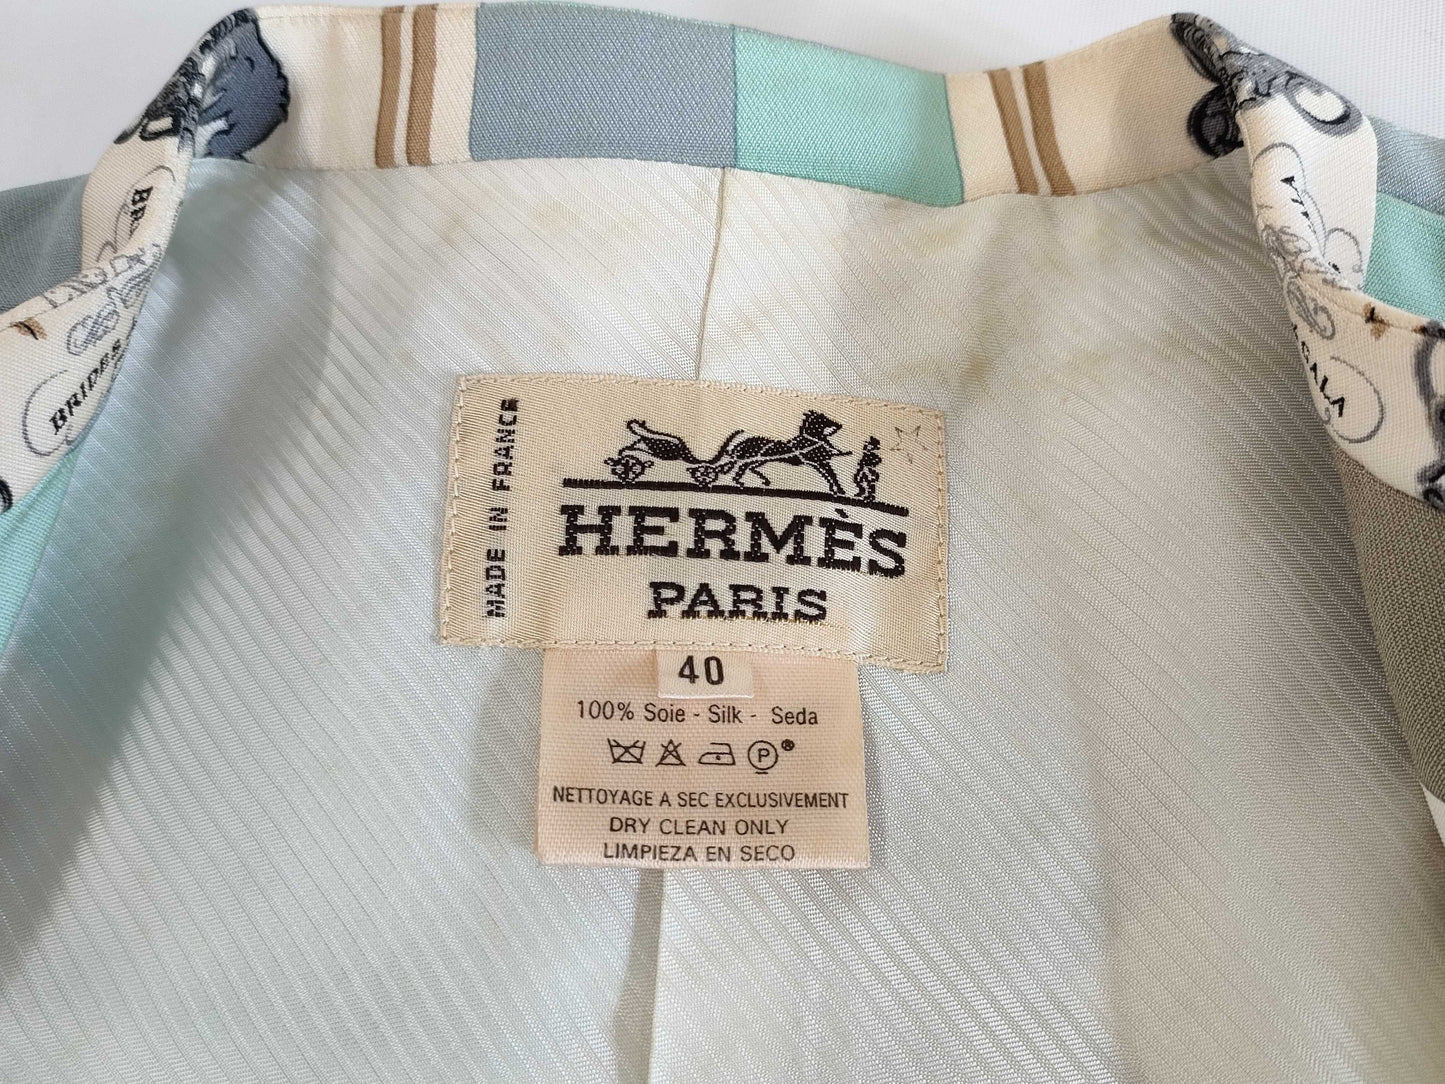 MADE IN FRANCE
HERMÈS
PARIS
40
100% Soie - Silk - Seda
P ®
NETTOYAGE A SEC EXCLUSIVEMENT
DRY CLEAN ONLY
LIMPIEZA EN SECO
BRIDES
GALA